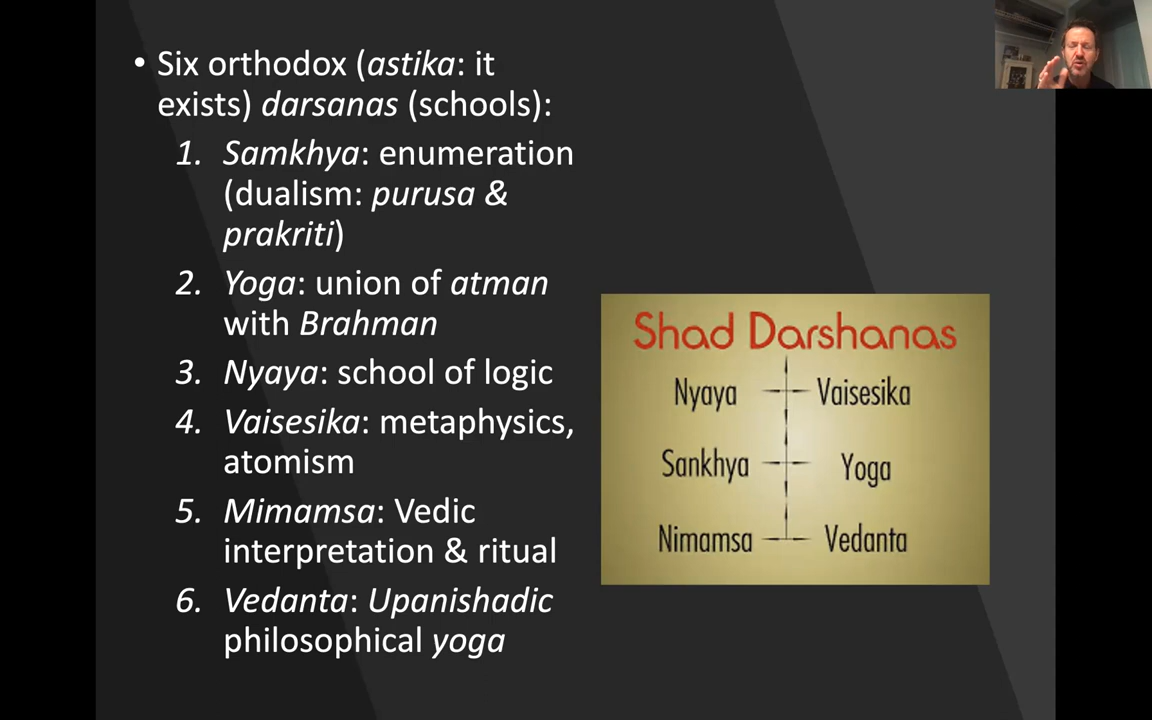 • Six orthodox (astika: it
exists) darsanas (schools):
1. Samkhya: enumeration
(dualism: purusa &
prakriti)
2. Yoga: union of atman
with Brahman
3. Nyaya: school of logic
4. Vaisesika: metaphysics,
atomism
5. Mimamsa: Vedic
interpretation & ritual
6. Vedanta: Upanishadic
philosophical yoga
Shad Darshanas
Nyaya Vaisesika
Sankhya Yoga
Nimamsa Vedanta